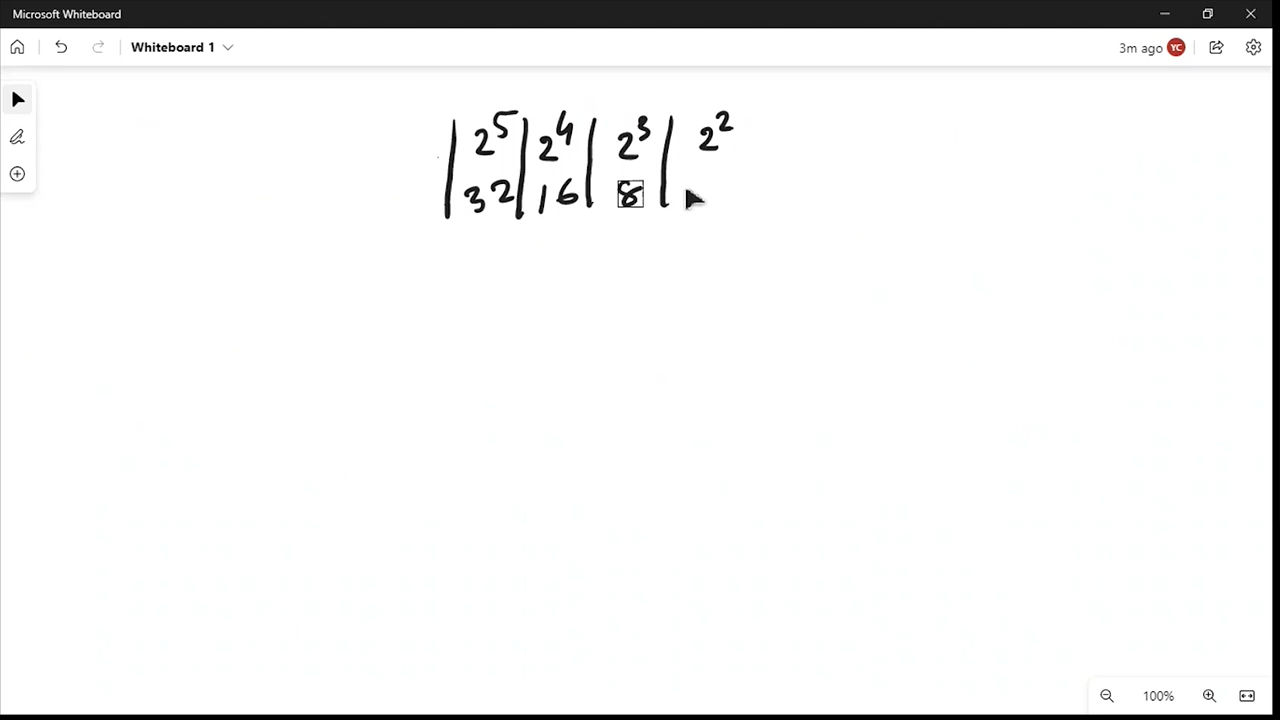 Microsoft Whiteboard
Whiteboard 1
3m ago YC
| 2⁵ | 2⁴ | 2³ | 2²
| 32 | 16 | 8 |
100%